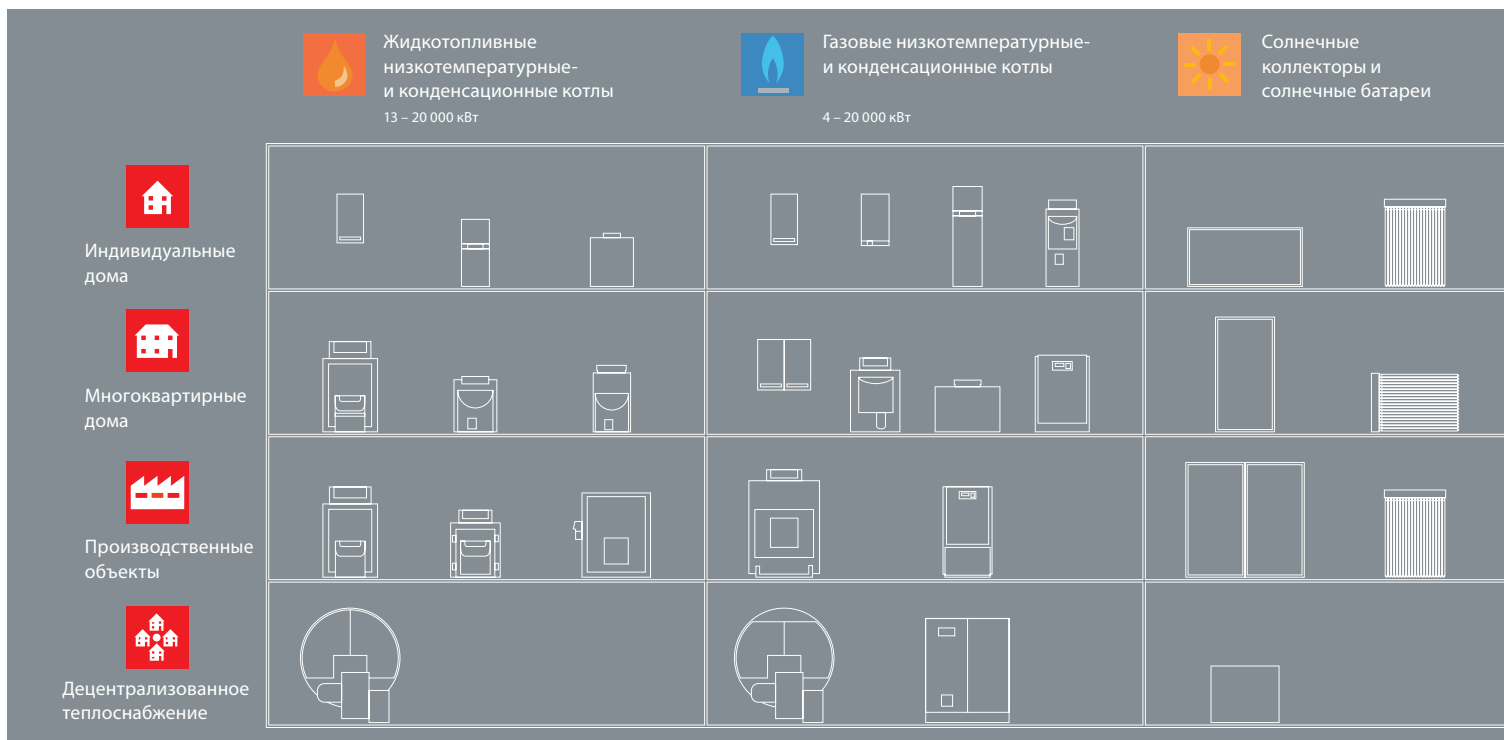 Жидкотопливные
низкотемпературные-
и конденсационные котлы
13 – 20 000 кВт
Газовые низкотемпературные-
и конденсационные котлы
4 – 20 000 кВт
Солнечные
коллекторы и
солнечные батареи
Индивидуальные
дома
Многоквартирные
дома
Производственные
объекты
Децентрализованное
теплоснабжение